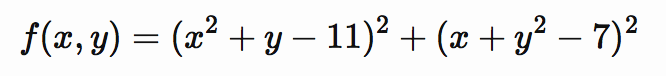 f(x, y) = (x² + y − 11)² + (x + y² − 7)²